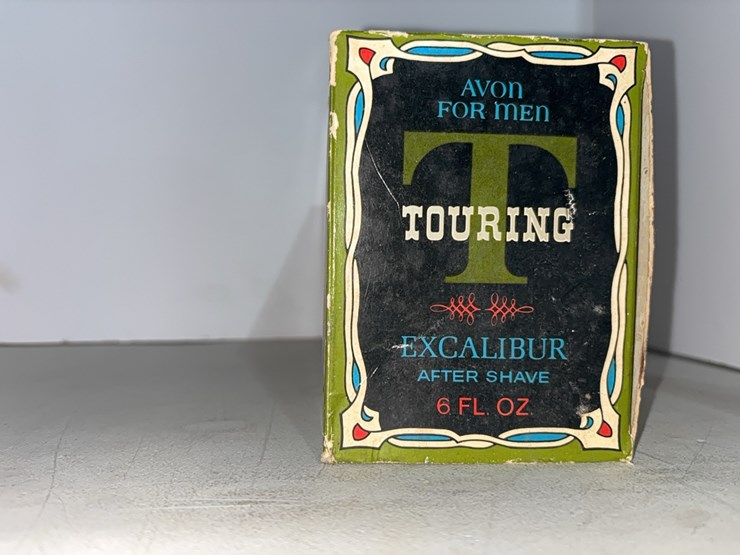 AVON
FOR MEN
T
TOURING
EXCALIBUR
AFTER SHAVE
6 FL. OZ.